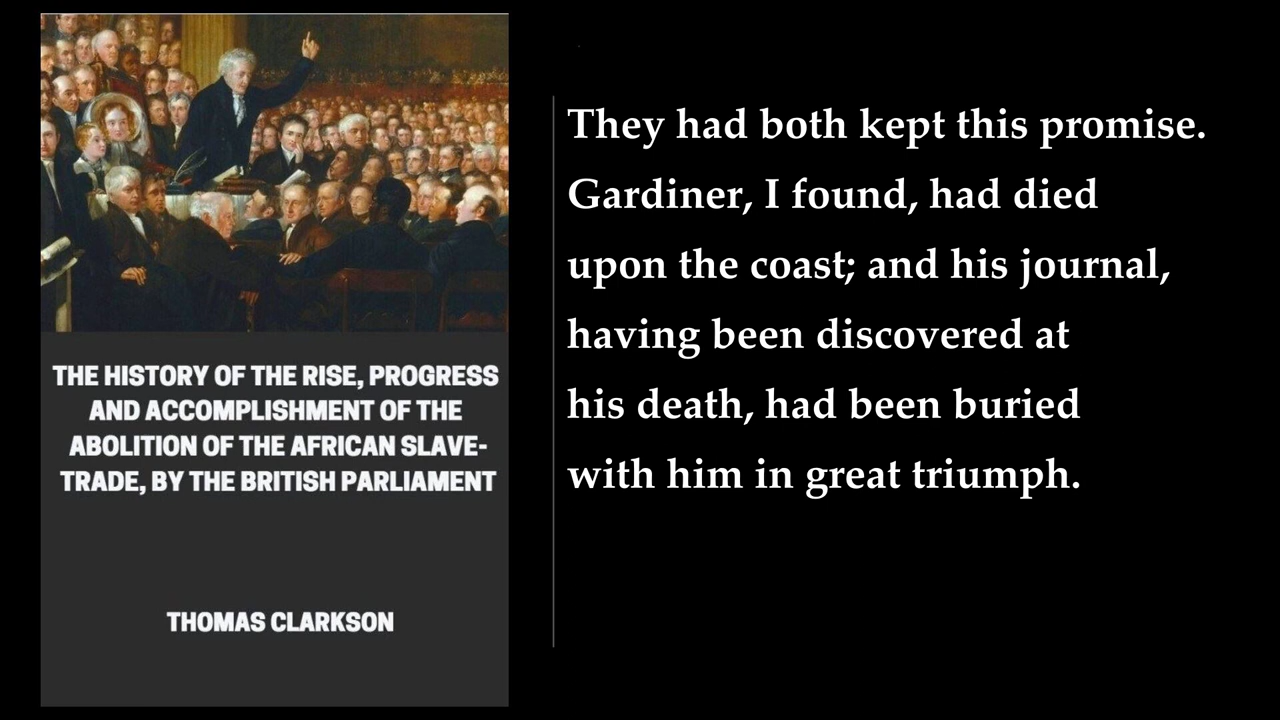 THE HISTORY OF THE RISE, PROGRESS
AND ACCOMPLISHMENT OF THE
ABOLITION OF THE AFRICAN SLAVE-
TRADE, BY THE BRITISH PARLIAMENT
THOMAS CLARKSON
They had both kept this promise.
Gardiner, I found, had died
upon the coast; and his journal,
having been discovered at
his death, had been buried
with him in great triumph.